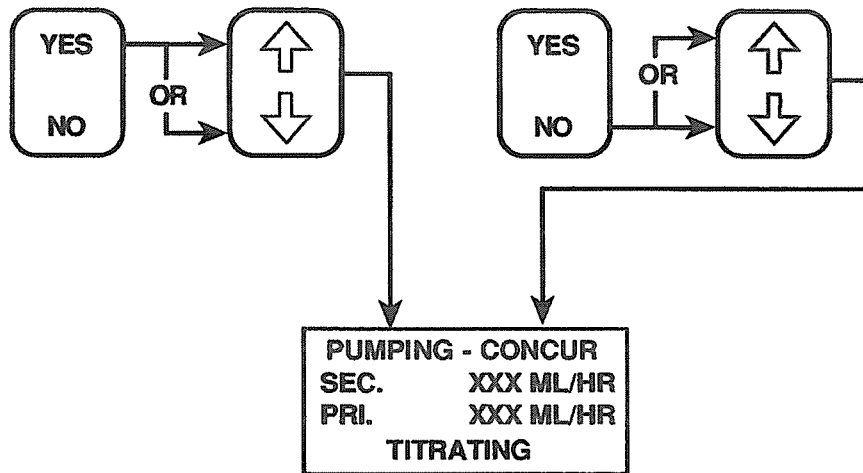 YES
OR
NO
YES
OR
NO
PUMPING - CONCUR
SEC. XXX ML/HR
PRI. XXX ML/HR
TITRATING